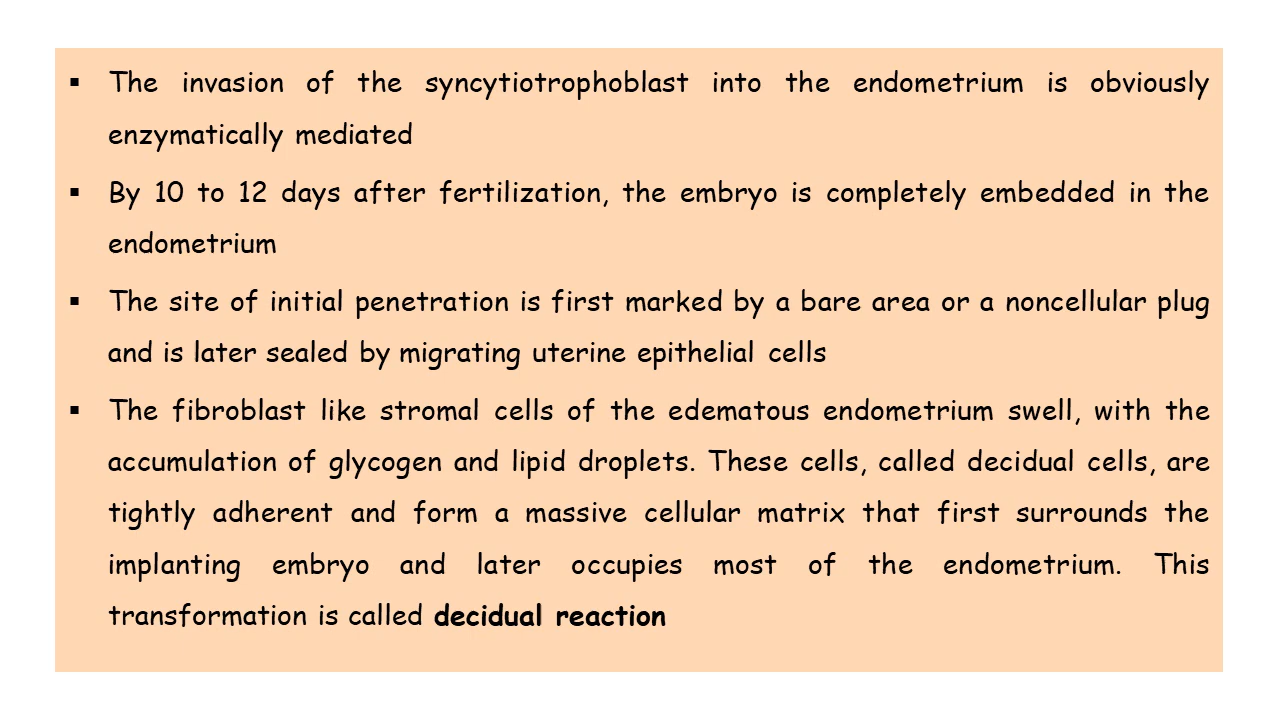 ▪ The invasion of the syncytiotrophoblast into the endometrium is obviously
enzymatically mediated
▪ By 10 to 12 days after fertilization, the embryo is completely embedded in the
endometrium
▪ The site of initial penetration is first marked by a bare area or a noncellular plug
and is later sealed by migrating uterine epithelial cells
▪ The fibroblast like stromal cells of the edematous endometrium swell, with the
accumulation of glycogen and lipid droplets. These cells, called decidual cells, are
tightly adherent and form a massive cellular matrix that first surrounds the
implanting embryo and later occupies most of the endometrium. This
transformation is called decidual reaction